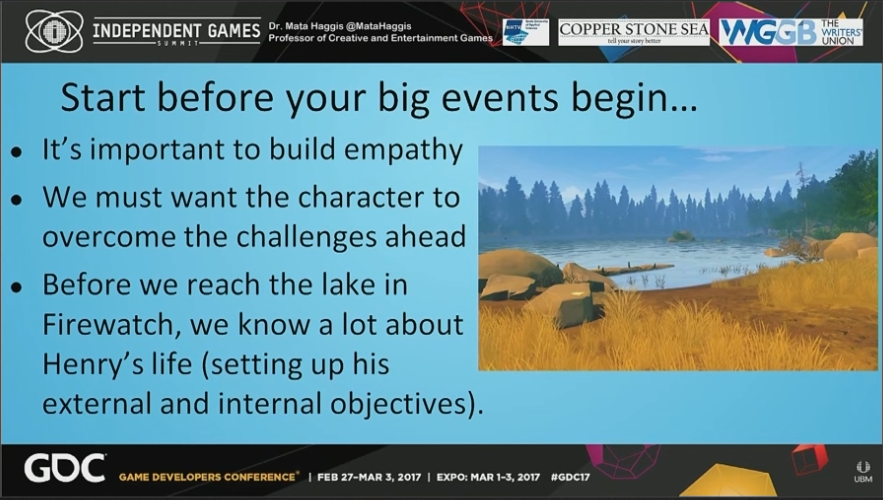 INDEPENDENT GAMES
SUMMIT
Dr. Mata Haggis @MataHaggis
Professor of Creative and Entertainment Games
COPPER STONE SEA
tell your story better
WGGB
THE
WRITERS'
UNION
Start before your big events begin...
• It's important to build empathy
• We must want the character to
overcome the challenges ahead
• Before we reach the lake in
Firewatch, we know a lot about
Henry's life (setting up his
external and internal objectives).
GDC
GAME DEVELOPERS CONFERENCE® | FEB 27–MAR 3, 2017 | EXPO: MAR 1–3, 2017 #GDC17
UBM